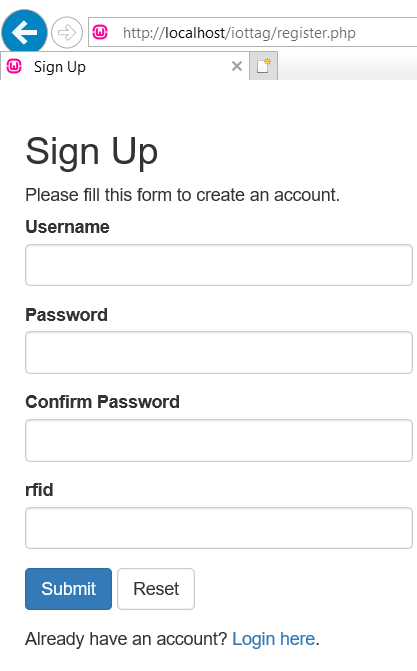 http://localhost/iottag/register.php
Sign Up
Sign Up
Please fill this form to create an account.
Username
Password
Confirm Password
rfid
Submit Reset
Already have an account? Login here.